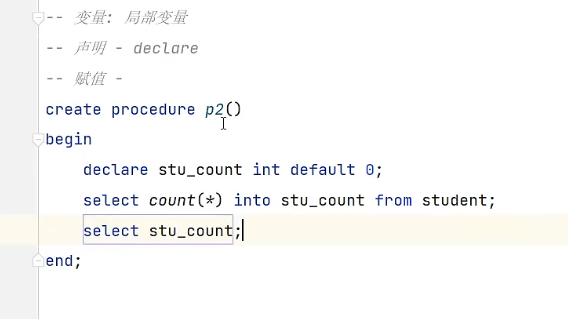 -- 变量: 局部变量
-- 声明 - declare
-- 赋值 -
create procedure p2()
begin
declare stu_count int default 0;
select count(*) into stu_count from student;
select stu_count;
end;